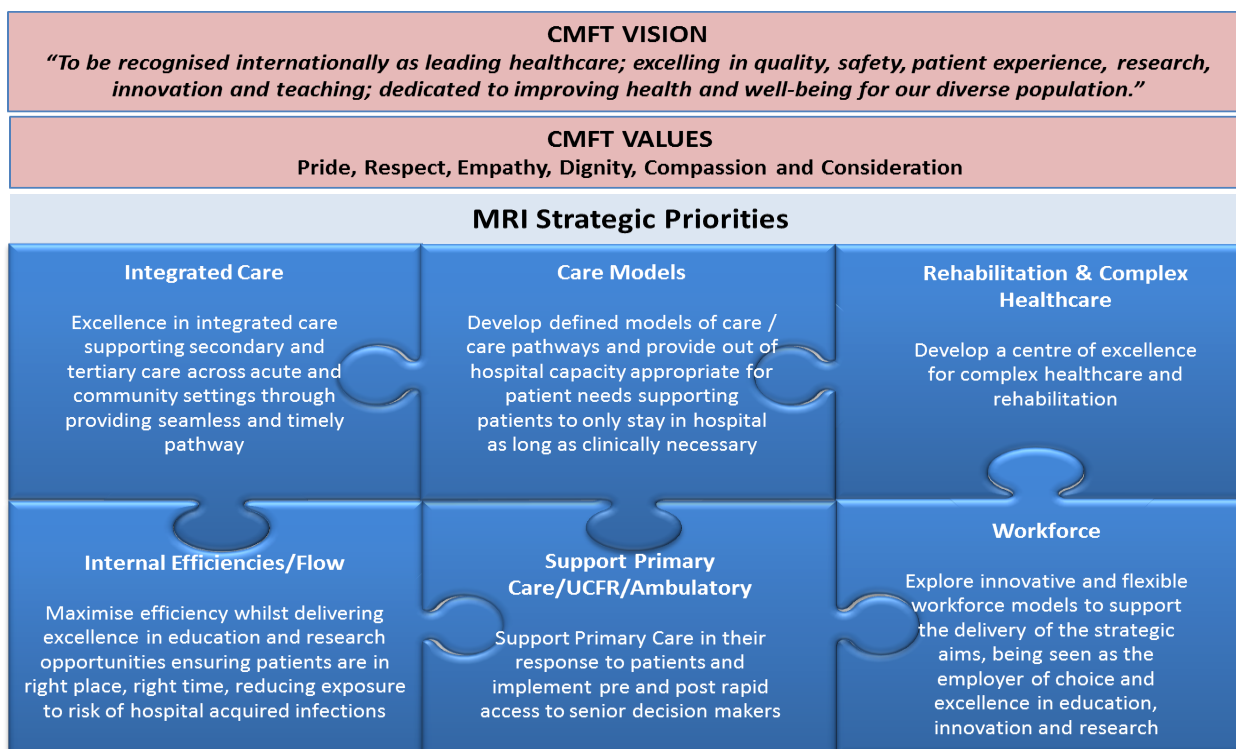 CMFT VISION
“To be recognised internationally as leading healthcare; excelling in quality, safety, patient experience, research,
innovation and teaching; dedicated to improving health and well-being for our diverse population.”
CMFT VALUES
Pride, Respect, Empathy, Dignity, Compassion and Consideration
MRI Strategic Priorities
Integrated Care
Excellence in integrated care
supporting secondary and
tertiary care across acute and
community settings through
providing seamless and timely
pathway
Care Models
Develop defined models of care /
care pathways and provide out of
hospital capacity appropriate for
patient needs supporting
patients to only stay in hospital
as long as clinically necessary
Rehabilitation & Complex
Healthcare
Develop a centre of excellence
for complex healthcare and
rehabilitation
Internal Efficiencies/Flow
Maximise efficiency whilst delivering
excellence in education and research
opportunities ensuring patients are in
right place, right time, reducing exposure
to risk of hospital acquired infections
Support Primary
Care/UCFR/Ambulatory
Support Primary Care in their
response to patients and
implement pre and post rapid
access to senior decision makers
Workforce
Explore innovative and flexible
workforce models to support
the delivery of the strategic
aims, being seen as the
employer of choice and
excellence in education,
innovation and research